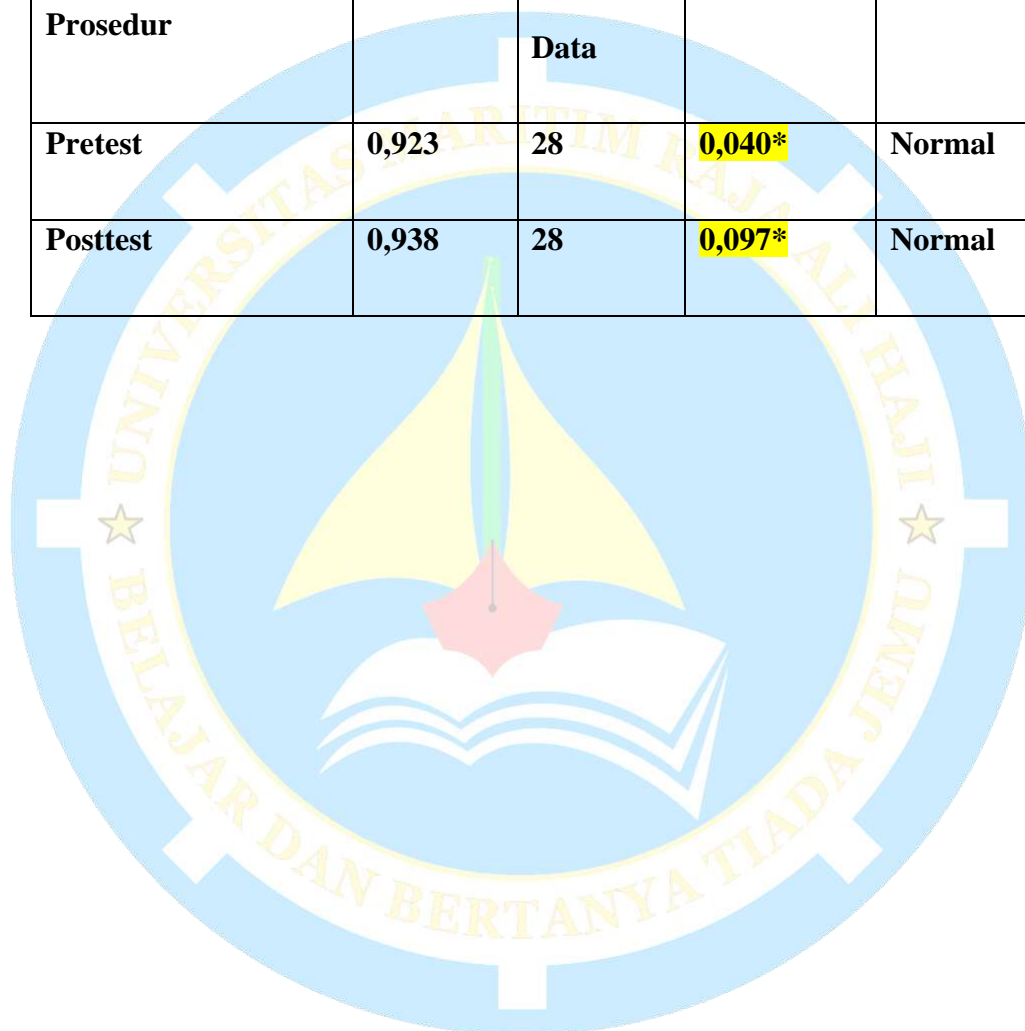 Prosedur Data
Pretest 0,923 28 0,040* Normal
Posttest 0,938 28 0,097* Normal
UNIVERSITAS MARITIM RAJA ALI HAJI
BELAJAR DAN BERTANYA TIADA JEMU